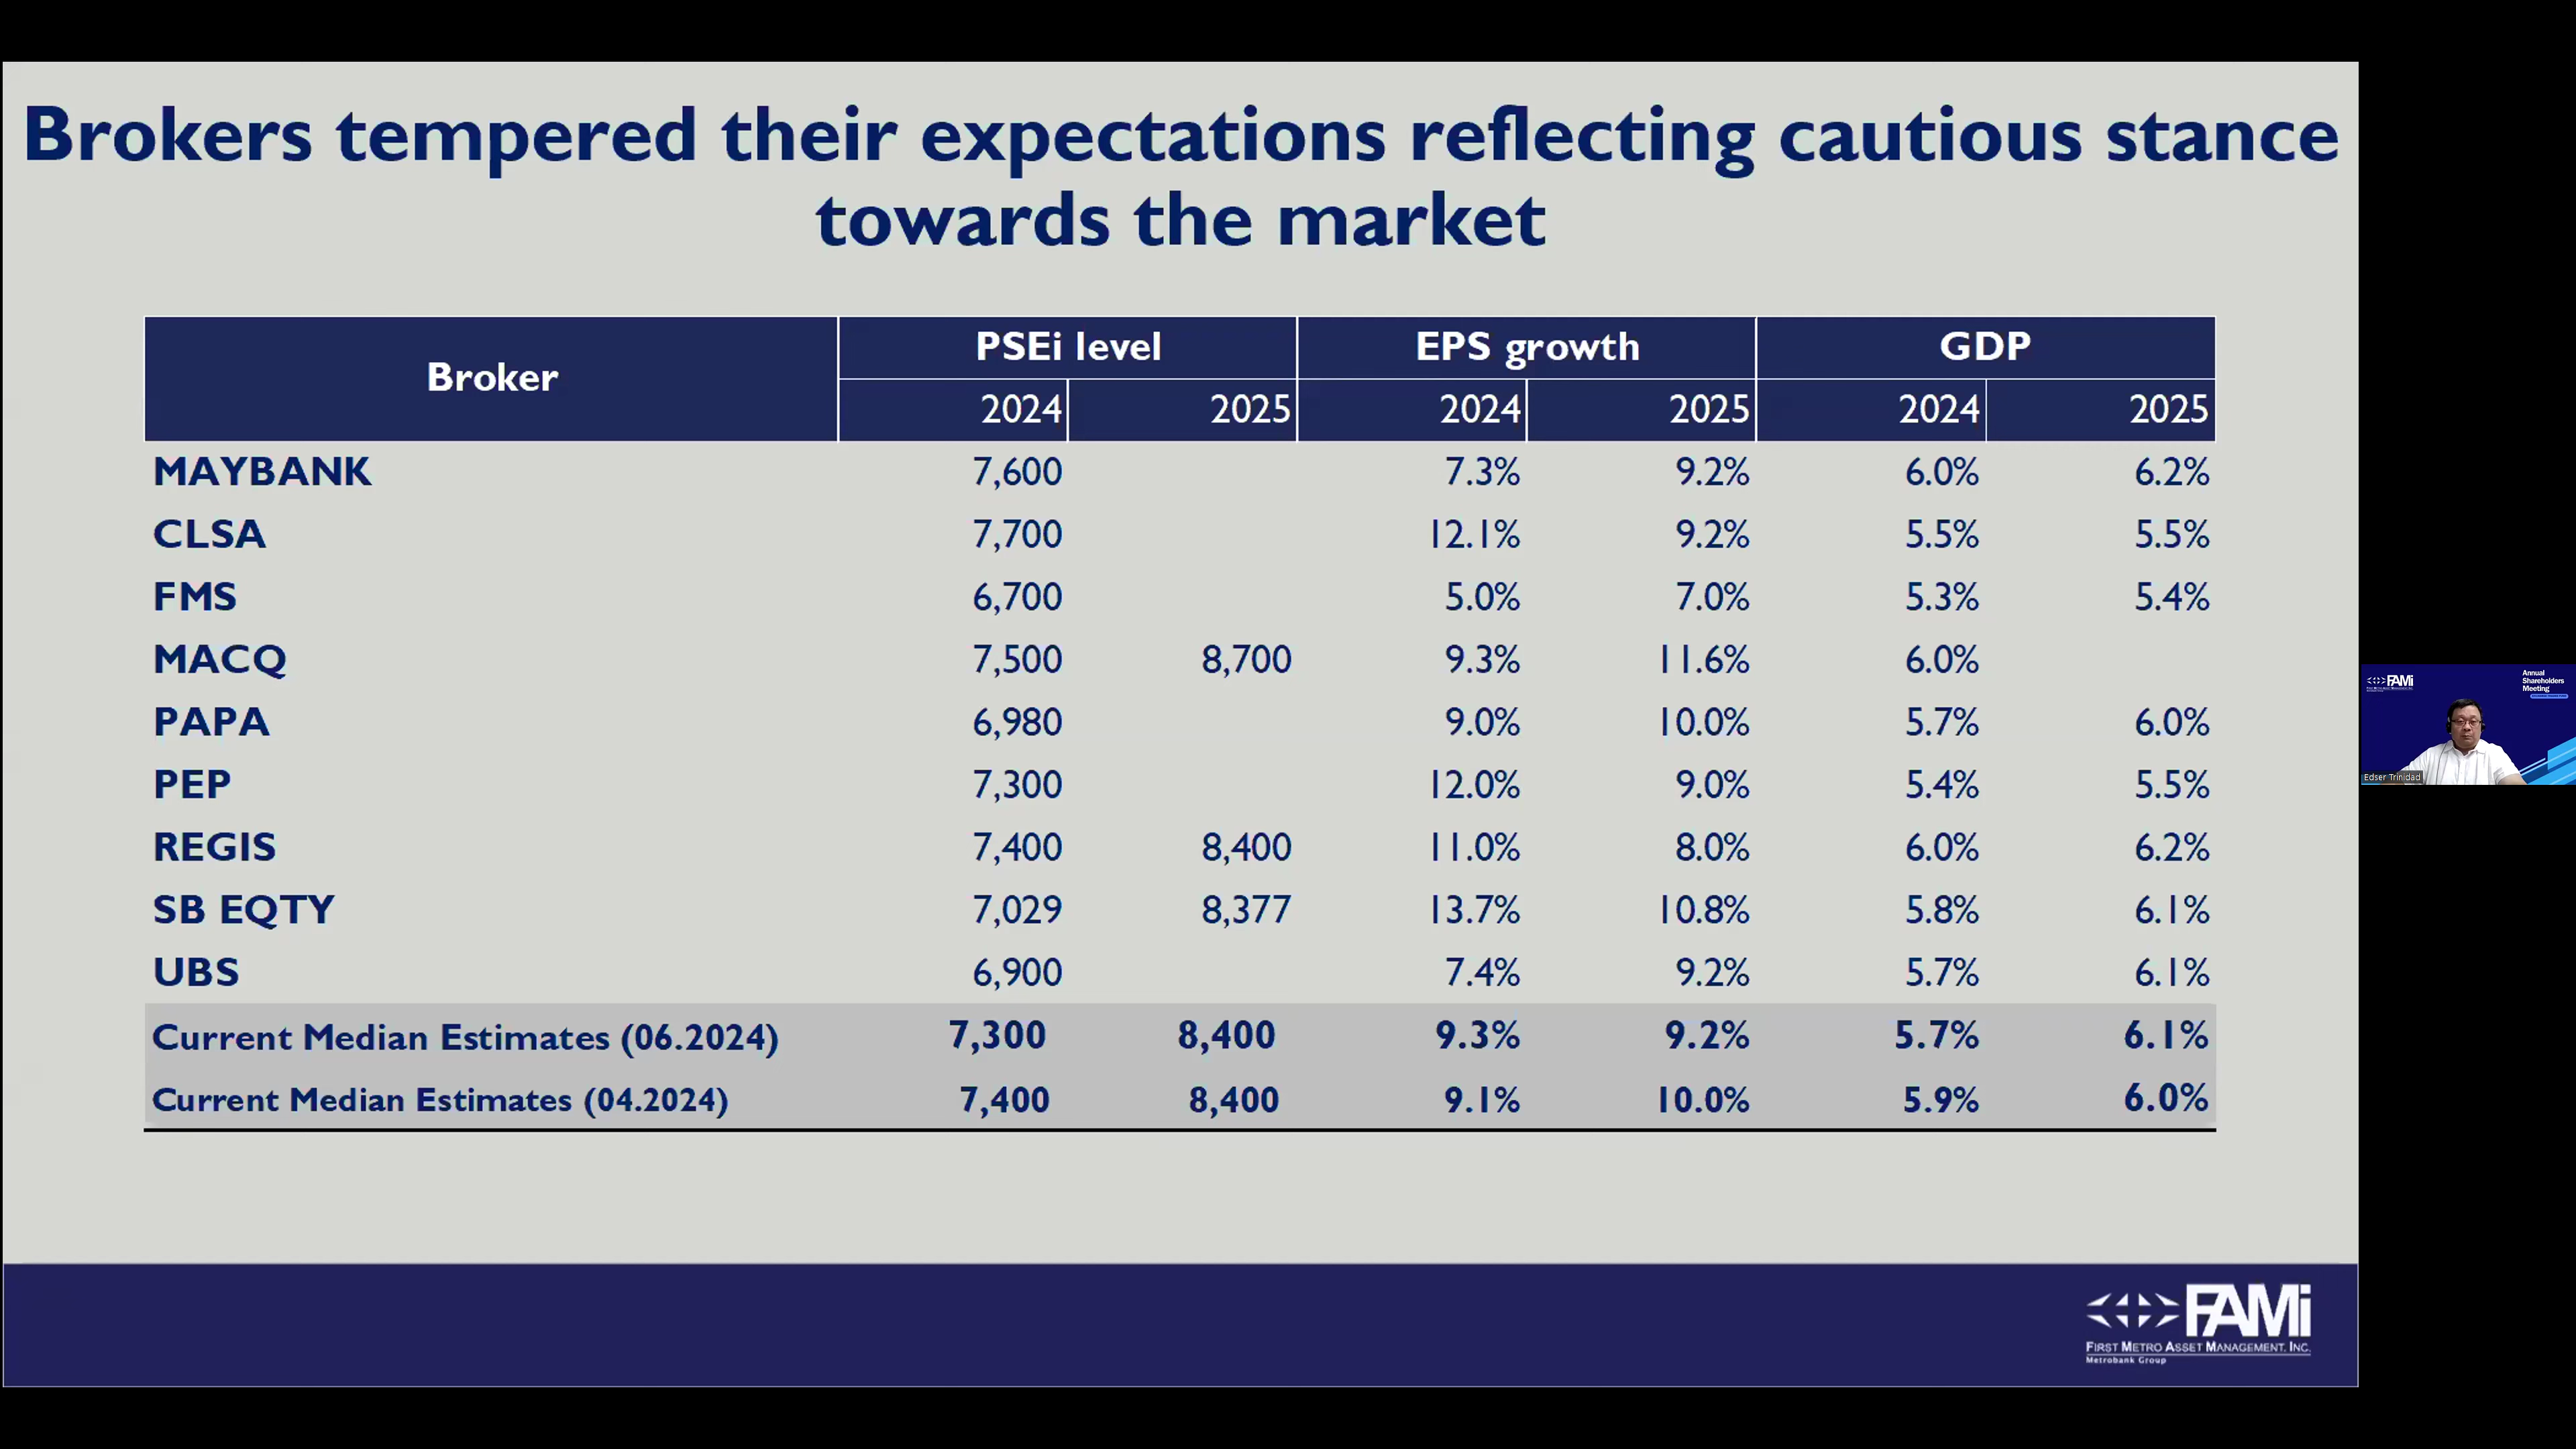 Brokers tempered their expectations reflecting cautious stance
towards the market
Broker PSEi level EPS growth GDP
2024 2025 2024 2025 2024 2025
MAYBANK 7,600 7.3% 9.2% 6.0% 6.2%
CLSA 7,700 12.1% 9.2% 5.5% 5.5%
FMS 6,700 5.0% 7.0% 5.3% 5.4%
MACQ 7,500 8,700 9.3% 11.6% 6.0%
PAPA 6,980 9.0% 10.0% 5.7% 6.0%
PEP 7,300 12.0% 9.0% 5.4% 5.5%
REGIS 7,400 8,400 11.0% 8.0% 6.0% 6.2%
SB EQTY 7,029 8,377 13.7% 10.8% 5.8% 6.1%
UBS 6,900 7.4% 9.2% 5.7% 6.1%
Current Median Estimates (06.2024) 7,300 8,400 9.3% 9.2% 5.7% 6.1%
Current Median Estimates (04.2024) 7,400 8,400 9.1% 10.0% 5.9% 6.0%
FAMi
FIRST METRO ASSET MANAGEMENT, INC.
Metrobank Group
FAMi
Annual
Shareholders
Meeting
Edser Trinidad